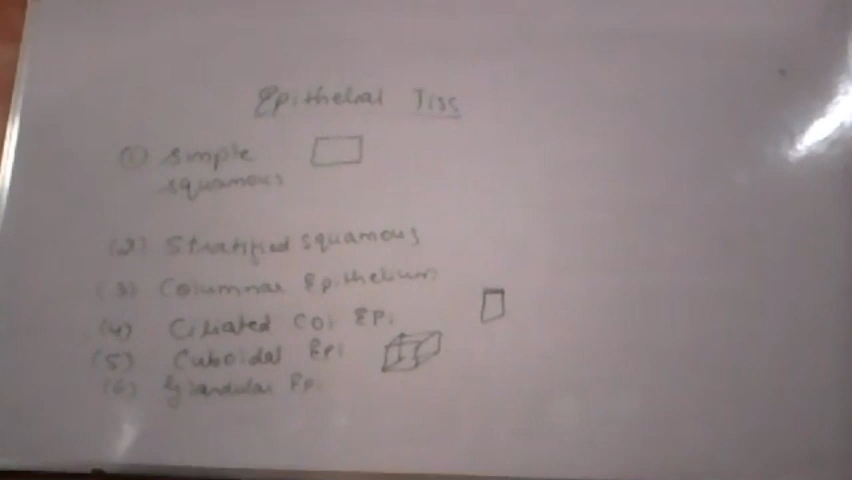 Epithelial Tiss
(1) Simple
squamous
(2) Stratified squamous
(3) Columnar Epithelium
(4) Ciliated Col Epi
(5) Cuboidal Epi
(6) Glandular Ep.